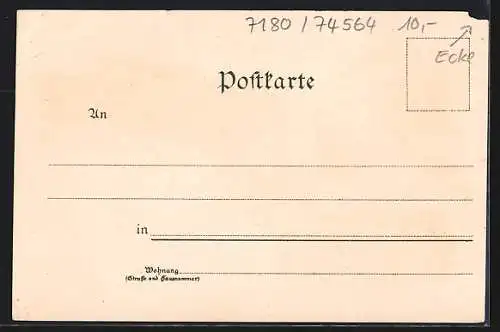 7180 / 74564 10,-
Ecke
Postkarte
An
in
Wohnung
(Straße und Hausnummer)